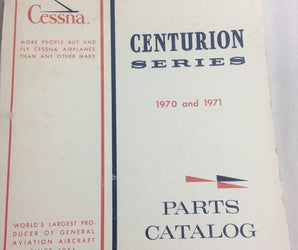 Cessna®
MORE PEOPLE BUY AND
FLY CESSNA AIRPLANES
THAN ANY OTHER MAKE
WORLD'S LARGEST PRO-
DUCER OF GENERAL
AVIATION AIRCRAFT
CENTURION
SERIES
1970 and 1971
PARTS
CATALOG